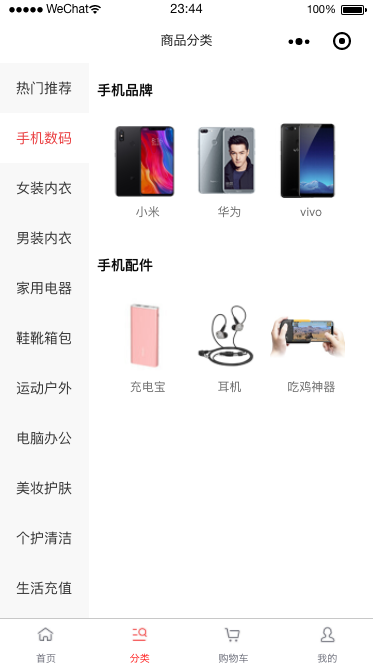 WeChat 23:44 100%
商品分类
热门推荐
手机数码
女装内衣
男装内衣
家用电器
鞋靴箱包
运动户外
电脑办公
美妆护肤
个护清洁
生活充值
手机品牌
小米 华为 vivo
手机配件
充电宝 耳机 吃鸡神器
首页 分类 购物车 我的